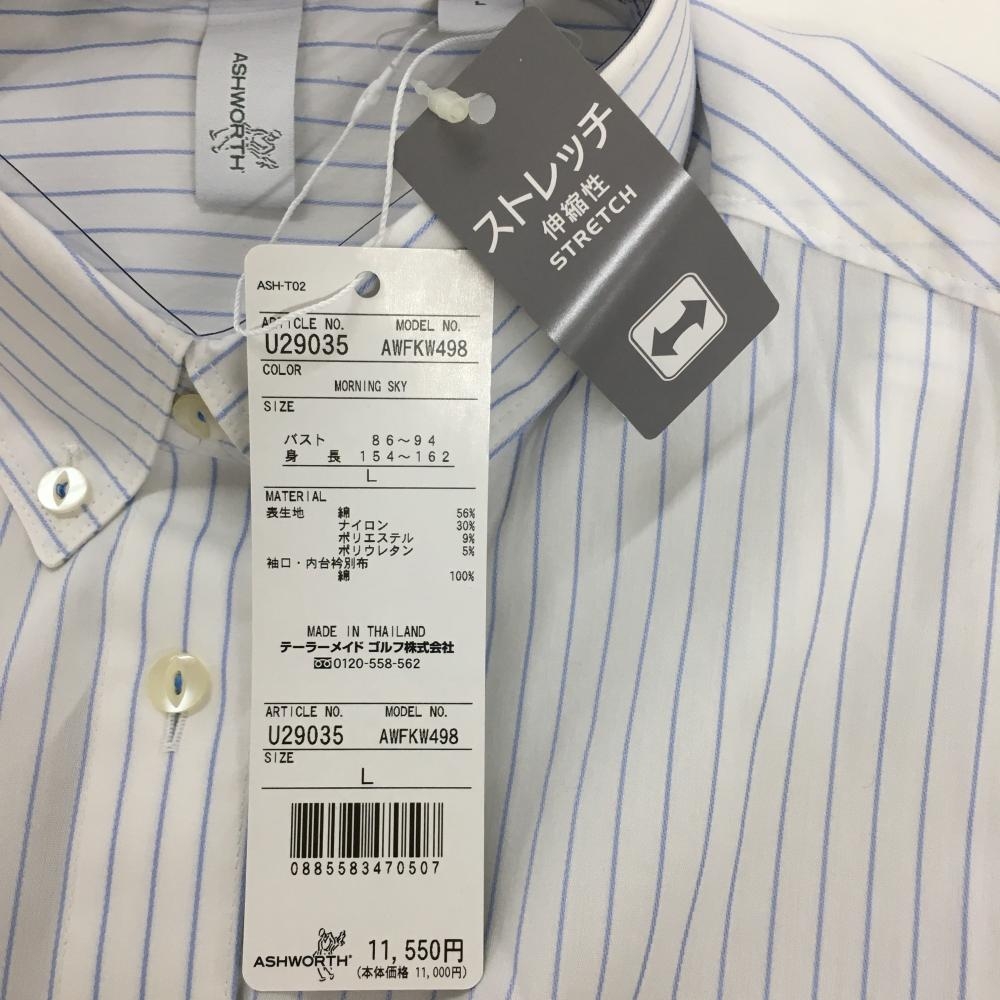 ASHWORTH
L
ストレッチ
伸縮性
STRETCH
ASH-T02
ARTICLE NO. MODEL NO.
U29035 AWFKW498
COLOR
MORNING SKY
SIZE
バスト 86～94
身 長 154～162
L
MATERIAL
表生地 綿 56%
ナイロン 30%
ポリエステル 9%
ポリウレタン 5%
袖口・内台衿別布
綿 100%
MADE IN THAILAND
テーラーメイド ゴルフ株式会社
0120-558-562
ARTICLE NO. MODEL NO.
U29035 AWFKW498
SIZE
L
0885583470507
ASHWORTH® 11,550円
(本体価格 11,000円)